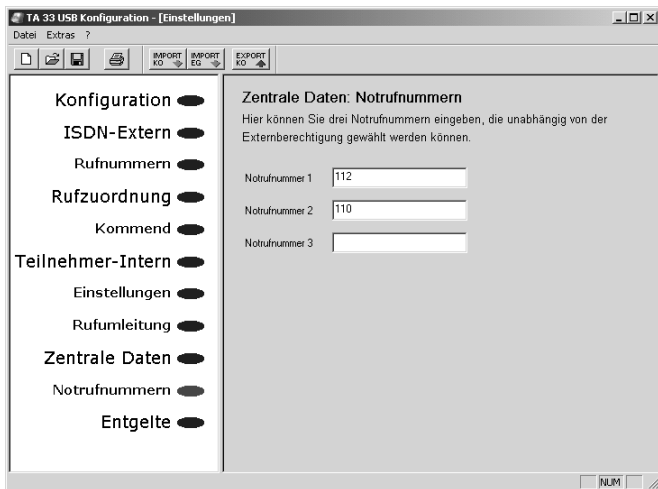 TA 33 USB Konfiguration - [Einstellungen]
Datei Extras ?
IMPORT KO IMPORT EG EXPORT KO
Konfiguration
ISDN-Extern
Rufnummern
Rufzuordnung
Kommend
Teilnehmer-Intern
Einstellungen
Rufumleitung
Zentrale Daten
Notrufnummern
Entgelte
Zentrale Daten: Notrufnummern
Hier können Sie drei Notrufnummern eingeben, die unabhängig von der
Externberechtigung gewählt werden können.
Notrufnummer 1 112
Notrufnummer 2 110
Notrufnummer 3
NUM